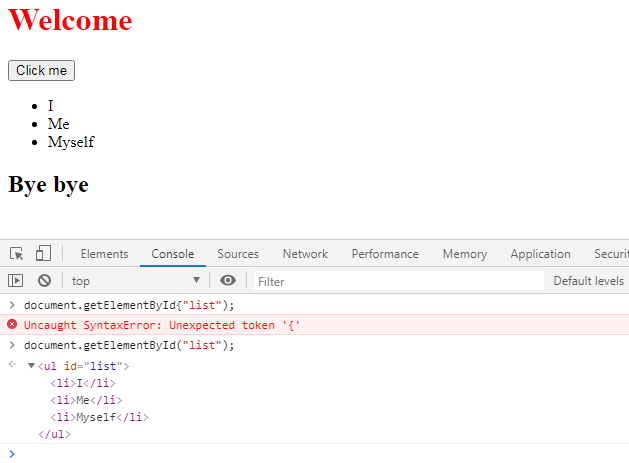 Welcome
Click me
I
Me
Myself
Bye bye
Elements Console Sources Network Performance Memory Application Securit
top Filter Default levels
document.getElementById{"list");
Uncaught SyntaxError: Unexpected token '{'
document.getElementById("list");
<ul id="list">
<li>I</li>
<li>Me</li>
<li>Myself</li>
</ul>